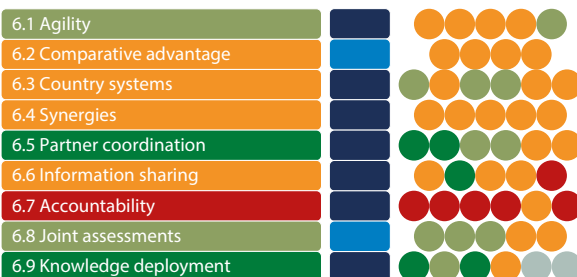 6.1 Agility
6.2 Comparative advantage
6.3 Country systems
6.4 Synergies
6.5 Partner coordination
6.6 Information sharing
6.7 Accountability
6.8 Joint assessments
6.9 Knowledge deployment